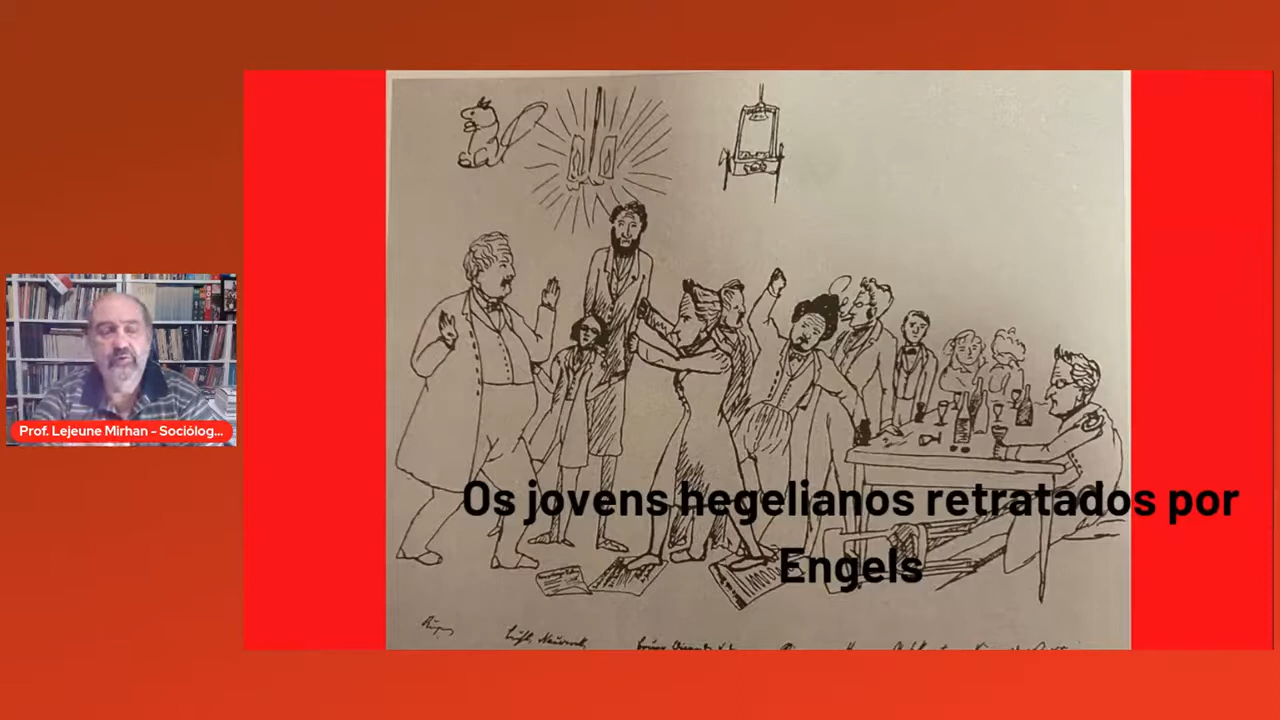 Prof. Lejeune Mirhan - Sociólog...
Os jovens hegelianos retratados por
Engels